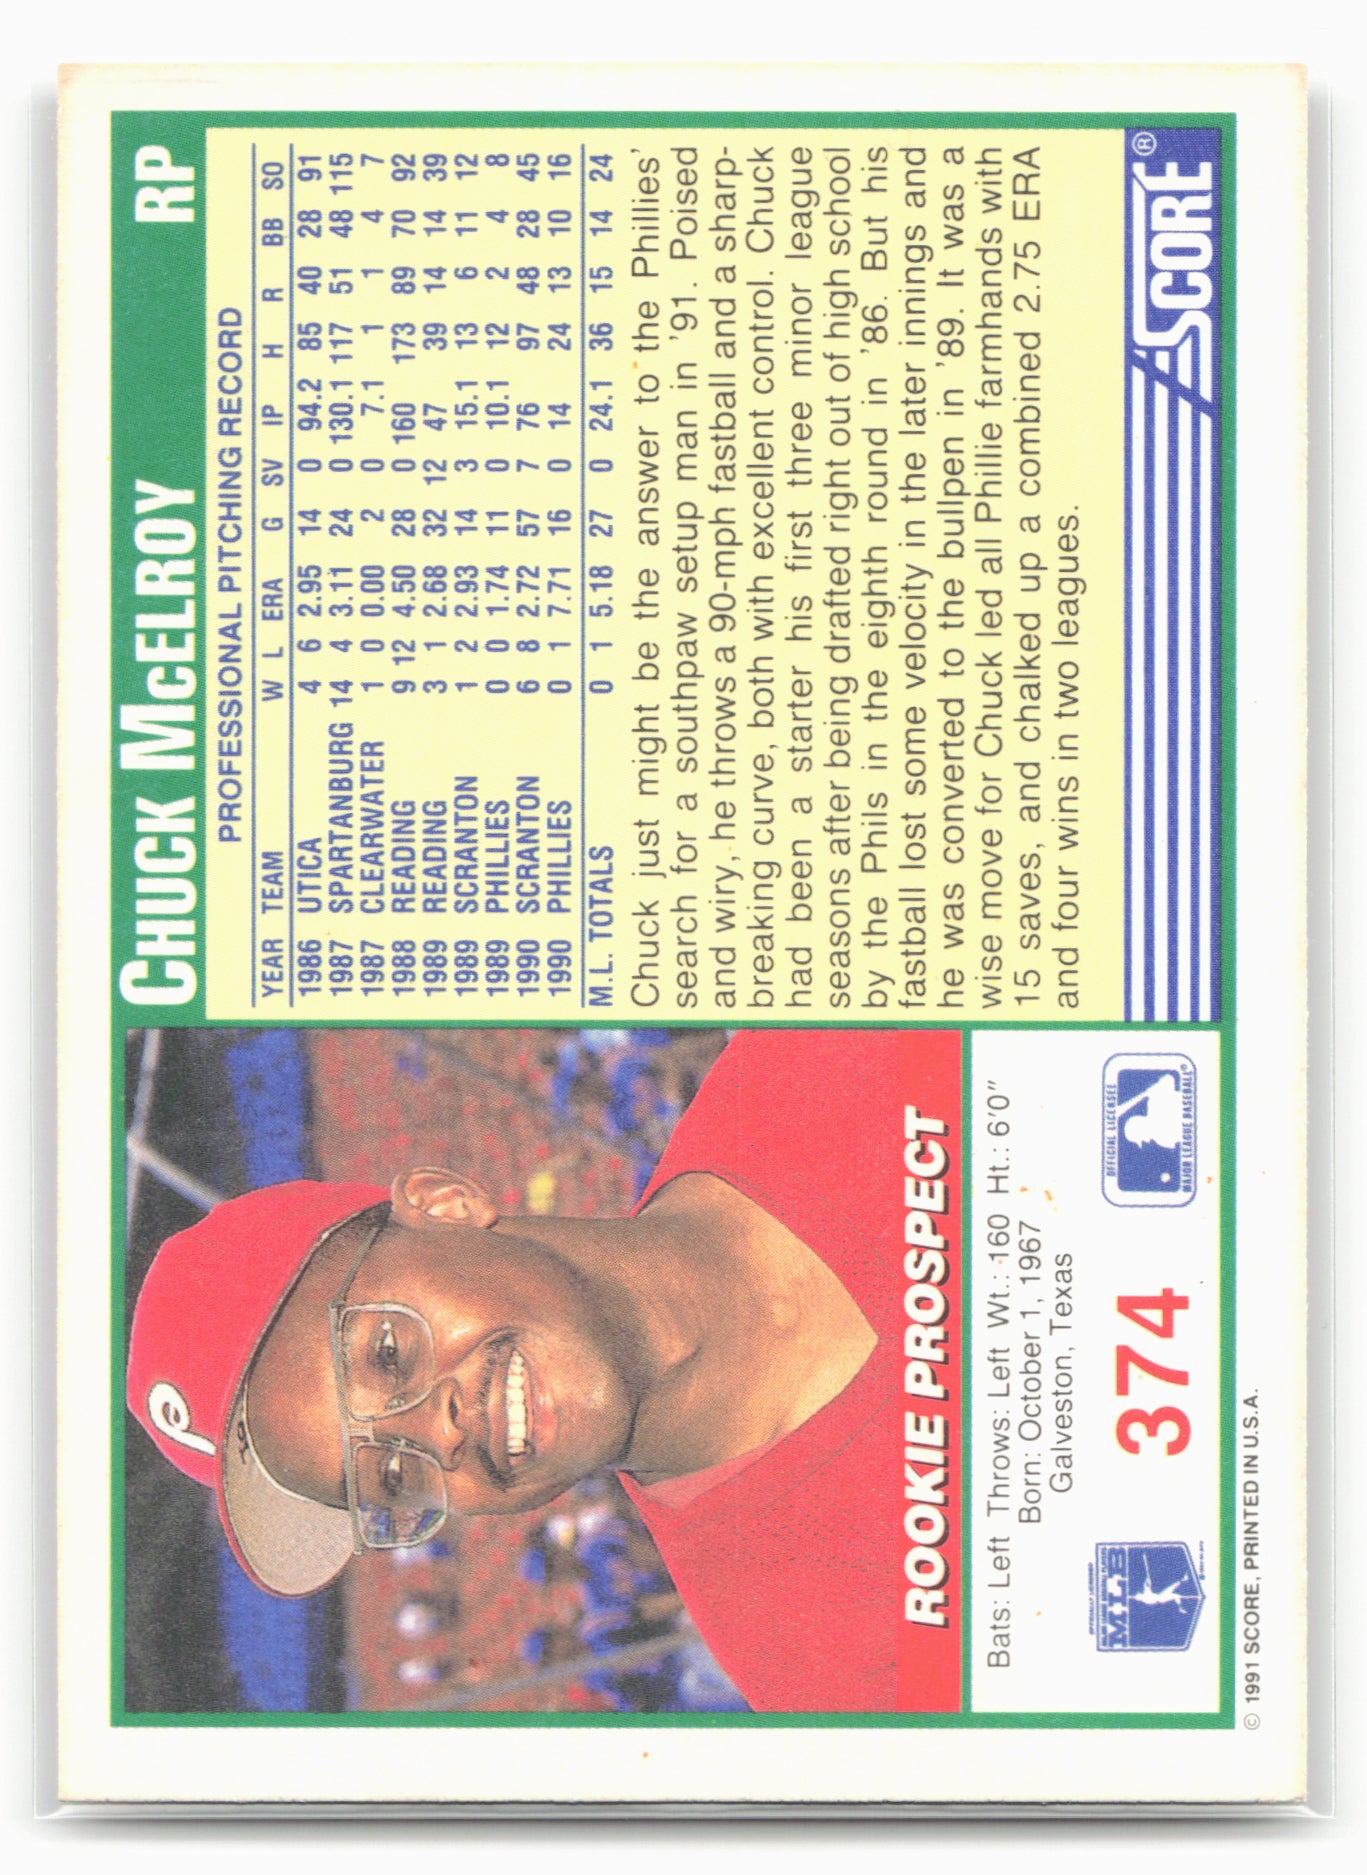 CHUCK McELROY RP
PROFESSIONAL PITCHING RECORD
YEAR TEAM W L ERA G SV IP H R BB SO
1986 UTICA 4 6 2.95 14 0 94.2 85 40 28 91
1987 SPARTANBURG 14 4 3.11 24 0 130.1 117 51 48 115
1987 CLEARWATER 1 0 0.00 2 0 7.1 1 1 4 7
1988 READING 9 12 4.50 28 0 160 173 89 70 92
1989 READING 3 1 2.68 32 12 47 39 14 14 39
1989 SCRANTON 1 2 2.93 14 3 15.1 13 6 11 12
1989 PHILLIES 0 0 1.74 11 0 10.1 12 2 4 8
1990 SCRANTON 6 8 2.72 57 7 76 97 48 28 45
1990 PHILLIES 0 1 7.71 16 0 14 24 13 10 16
M.L. TOTALS 0 1 5.18 27 0 24.1 36 15 14 24
Chuck just might be the answer to the Phillies'
search for a southpaw setup man in '91. Poised
and wiry, he throws a 90-mph fastball and a sharp-
breaking curve, both with excellent control. Chuck
had been a starter his first three minor league
seasons after being drafted right out of high school
by the Phils in the eighth round in '86. But his
fastball lost some velocity in the later innings and
he was converted to the bullpen in '89. It was a
wise move for Chuck led all Phillie farmhands with
15 saves, and chalked up a combined 2.75 ERA
and four wins in two leagues.
SCORE®
P
ROOKIE PROSPECT
Bats: Left Throws: Left Wt.: 160 Ht.: 6'0"
Born: October 1, 1967
Galveston, Texas
MLB
374
OFFICIAL LICENSEE
MAJOR LEAGUE BASEBALL®
© 1991 SCORE, PRINTED IN U.S.A.